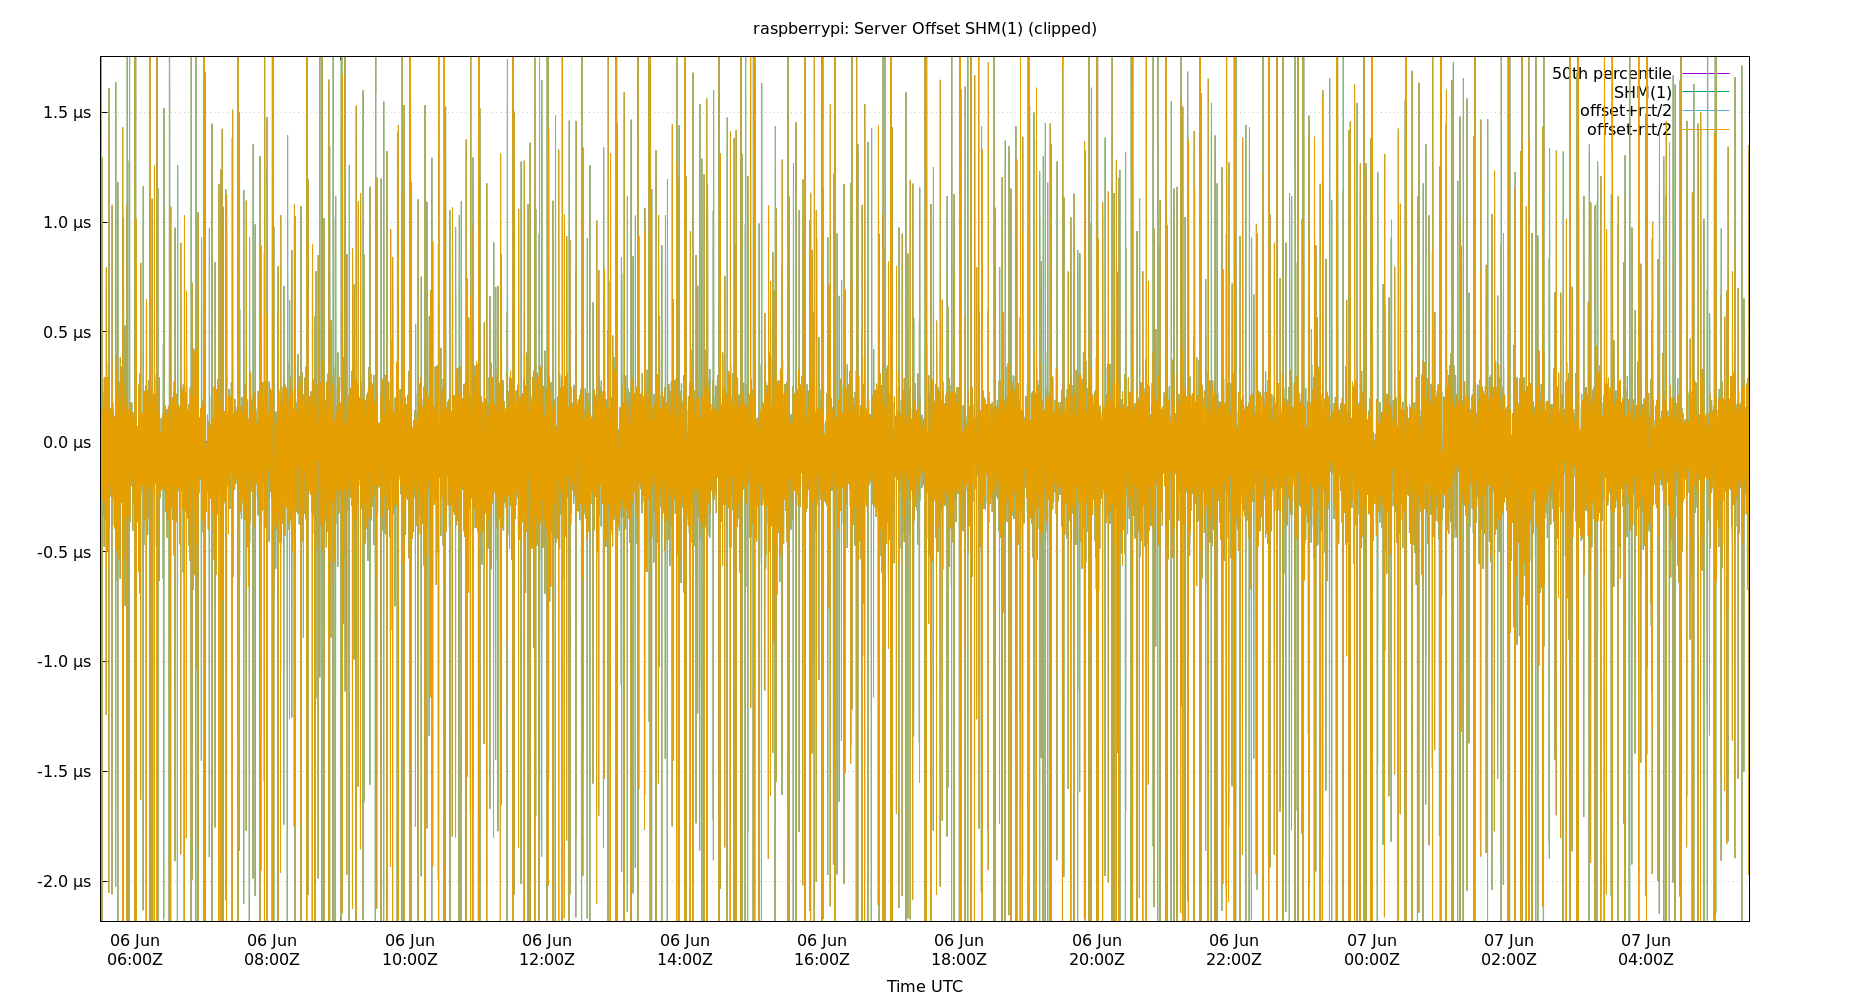 raspberrypi: Server Offset SHM(1) (clipped)
50th percentile
SHM(1)
offset+rtt/2
offset-rtt/2
1.5 µs
1.0 µs
0.5 µs
0.0 µs
-0.5 µs
-1.0 µs
-1.5 µs
-2.0 µs
06 Jun 06 Jun 06 Jun 06 Jun 06 Jun 06 Jun 06 Jun 06 Jun 06 Jun 07 Jun 07 Jun 07 Jun
06:00Z 08:00Z 10:00Z 12:00Z 14:00Z 16:00Z 18:00Z 20:00Z 22:00Z 00:00Z 02:00Z 04:00Z
Time UTC